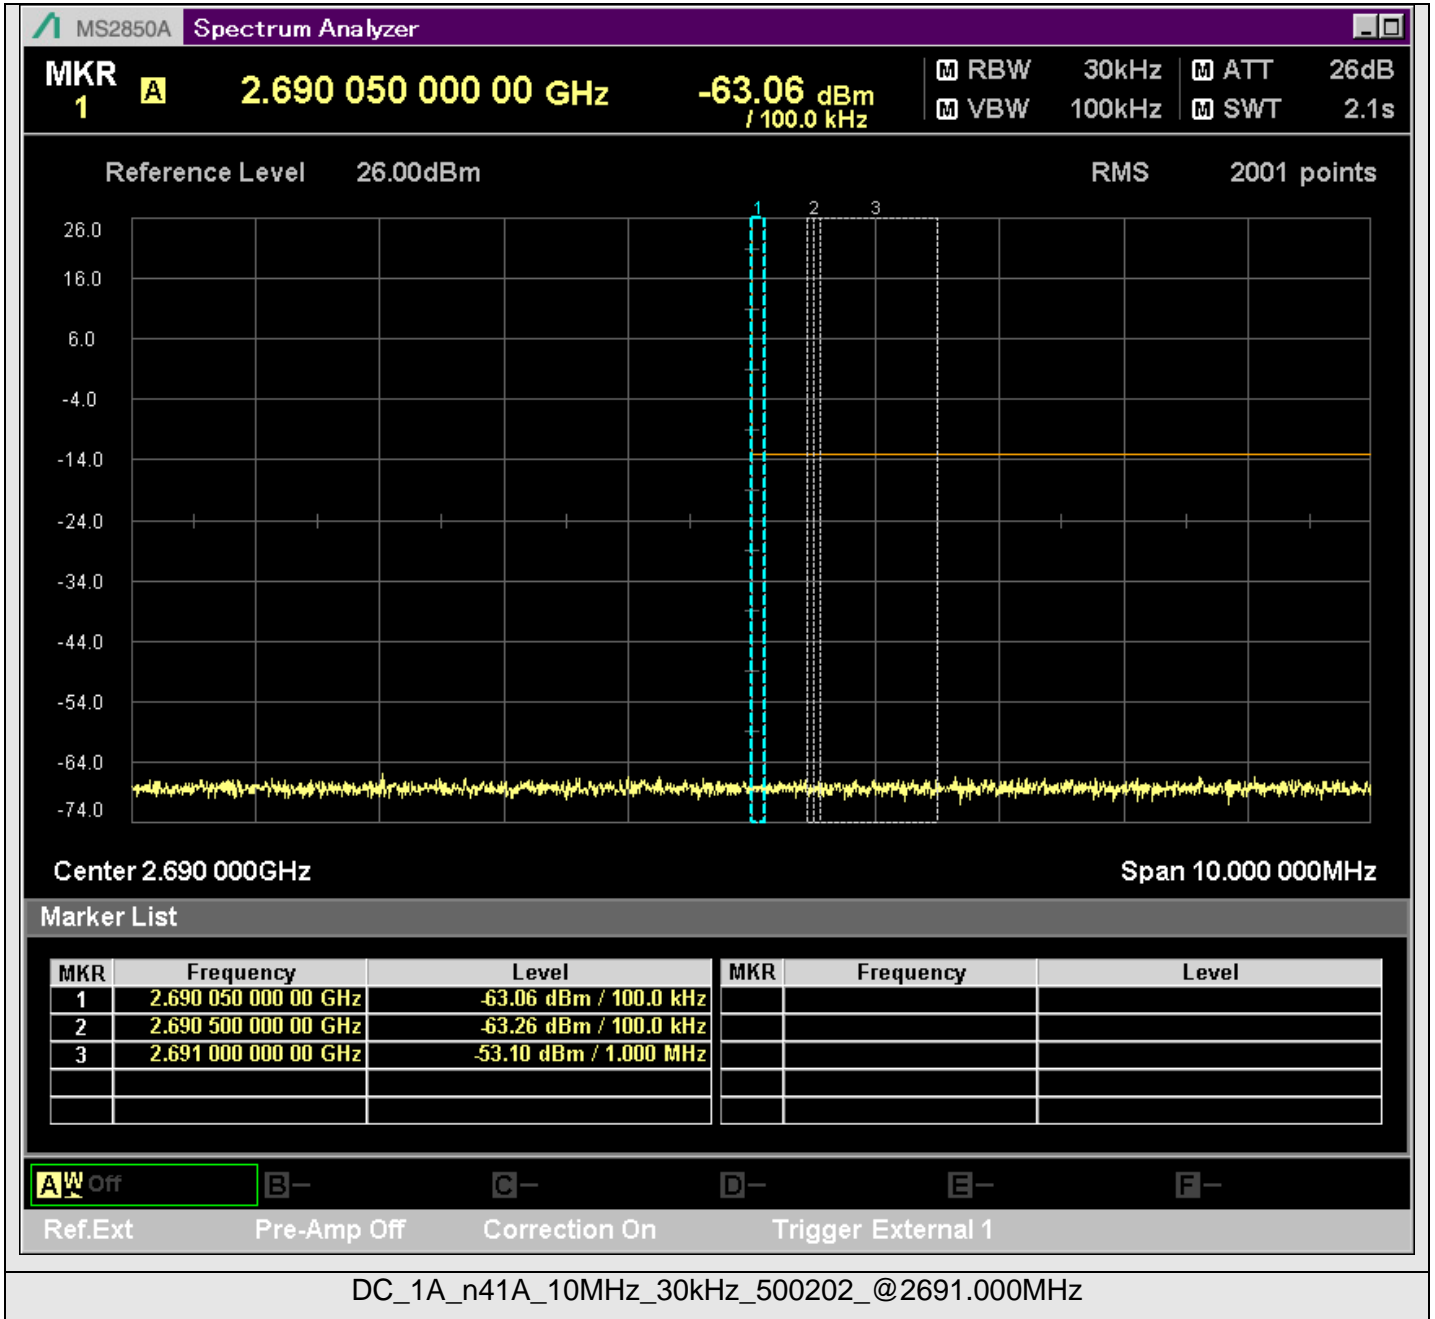 MS2850A Spectrum Analyzer
MKR 1 A 2.690 050 000 00 GHz -63.06 dBm / 100.0 kHz
M RBW 30kHz M ATT 26dB
M VBW 100kHz M SWT 2.1s
Reference Level 26.00dBm RMS 2001 points
1 2 3
26.0
16.0
6.0
-4.0
-14.0
-24.0
-34.0
-44.0
-54.0
-64.0
-74.0
Center 2.690 000GHz Span 10.000 000MHz
Marker List
MKR Frequency Level MKR Frequency Level
1 2.690 050 000 00 GHz -63.06 dBm / 100.0 kHz
2 2.690 500 000 00 GHz -63.26 dBm / 100.0 kHz
3 2.691 000 000 00 GHz -53.10 dBm / 1.000 MHz
A W Off B - C - D - E - F -
Ref.Ext Pre-Amp Off Correction On Trigger External 1
DC_1A_n41A_10MHz_30kHz_500202_@2691.000MHz